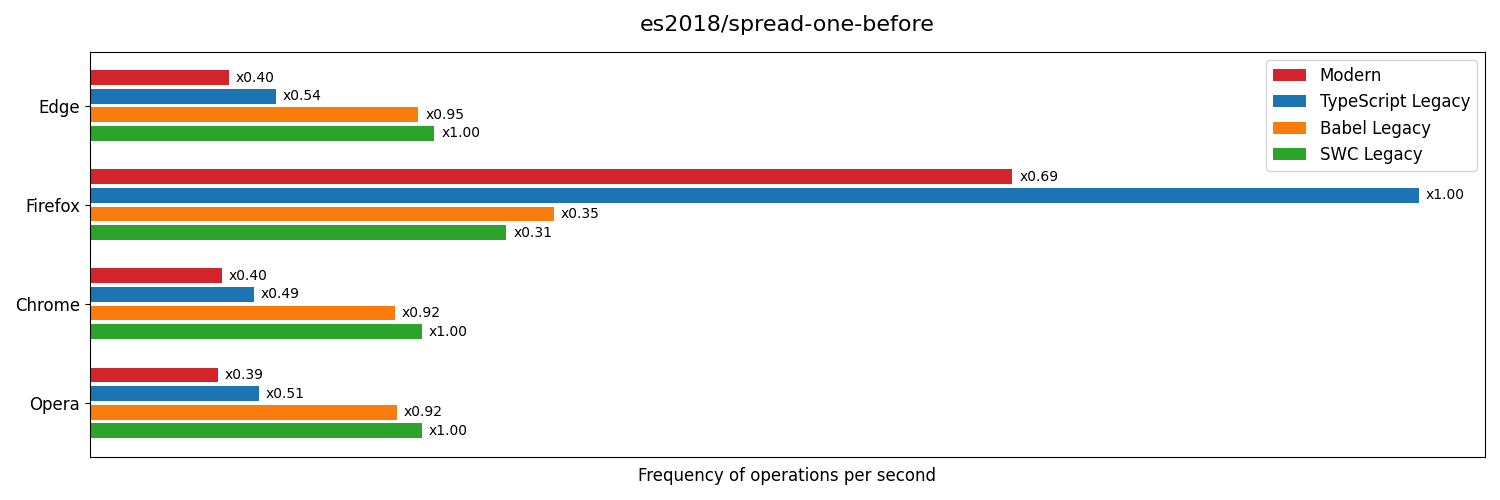 es2018/spread-one-before
Modern
TypeScript Legacy
Babel Legacy
SWC Legacy
Edge
x0.40
x0.54
x0.95
x1.00
Firefox
x0.69
x1.00
x0.35
x0.31
Chrome
x0.40
x0.49
x0.92
x1.00
Opera
x0.39
x0.51
x0.92
x1.00
Frequency of operations per second